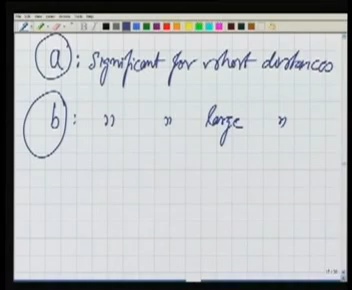 a : Significant for short distances
b : " " large "